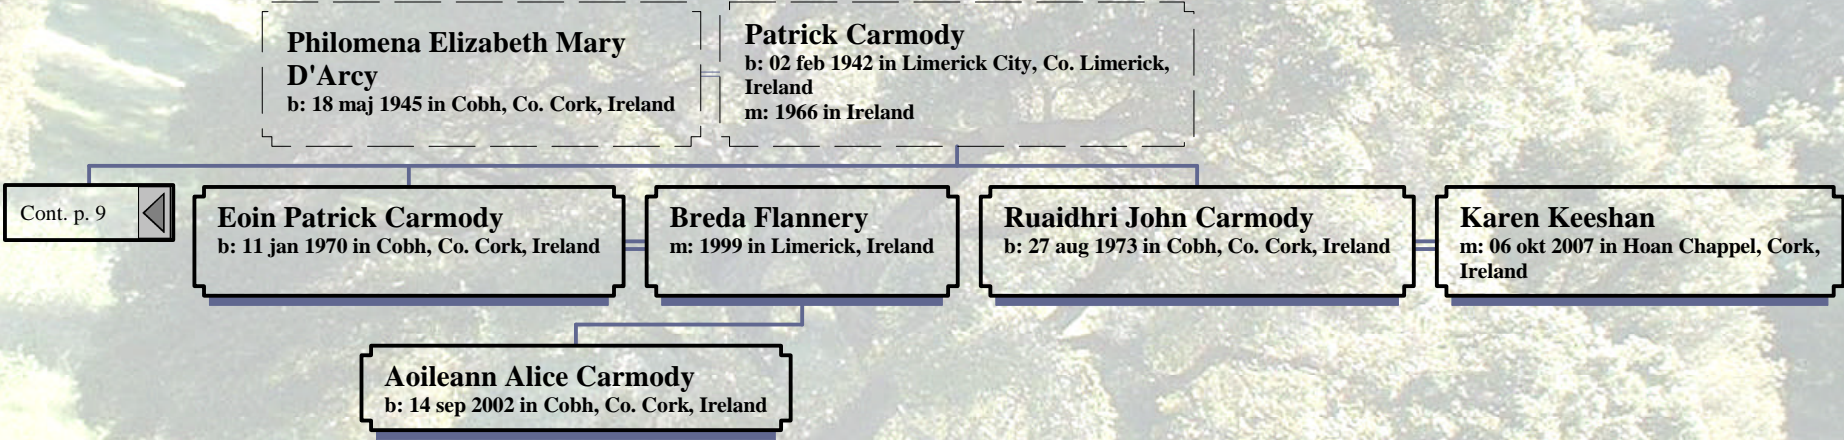 Philomena Elizabeth Mary
D'Arcy
b: 18 maj 1945 in Cobh, Co. Cork, Ireland
Patrick Carmody
b: 02 feb 1942 in Limerick City, Co. Limerick,
Ireland
m: 1966 in Ireland
Cont. p. 9
Eoin Patrick Carmody
b: 11 jan 1970 in Cobh, Co. Cork, Ireland
Breda Flannery
m: 1999 in Limerick, Ireland
Ruaidhri John Carmody
b: 27 aug 1973 in Cobh, Co. Cork, Ireland
Karen Keeshan
m: 06 okt 2007 in Hoan Chappel, Cork,
Ireland
Aoileann Alice Carmody
b: 14 sep 2002 in Cobh, Co. Cork, Ireland